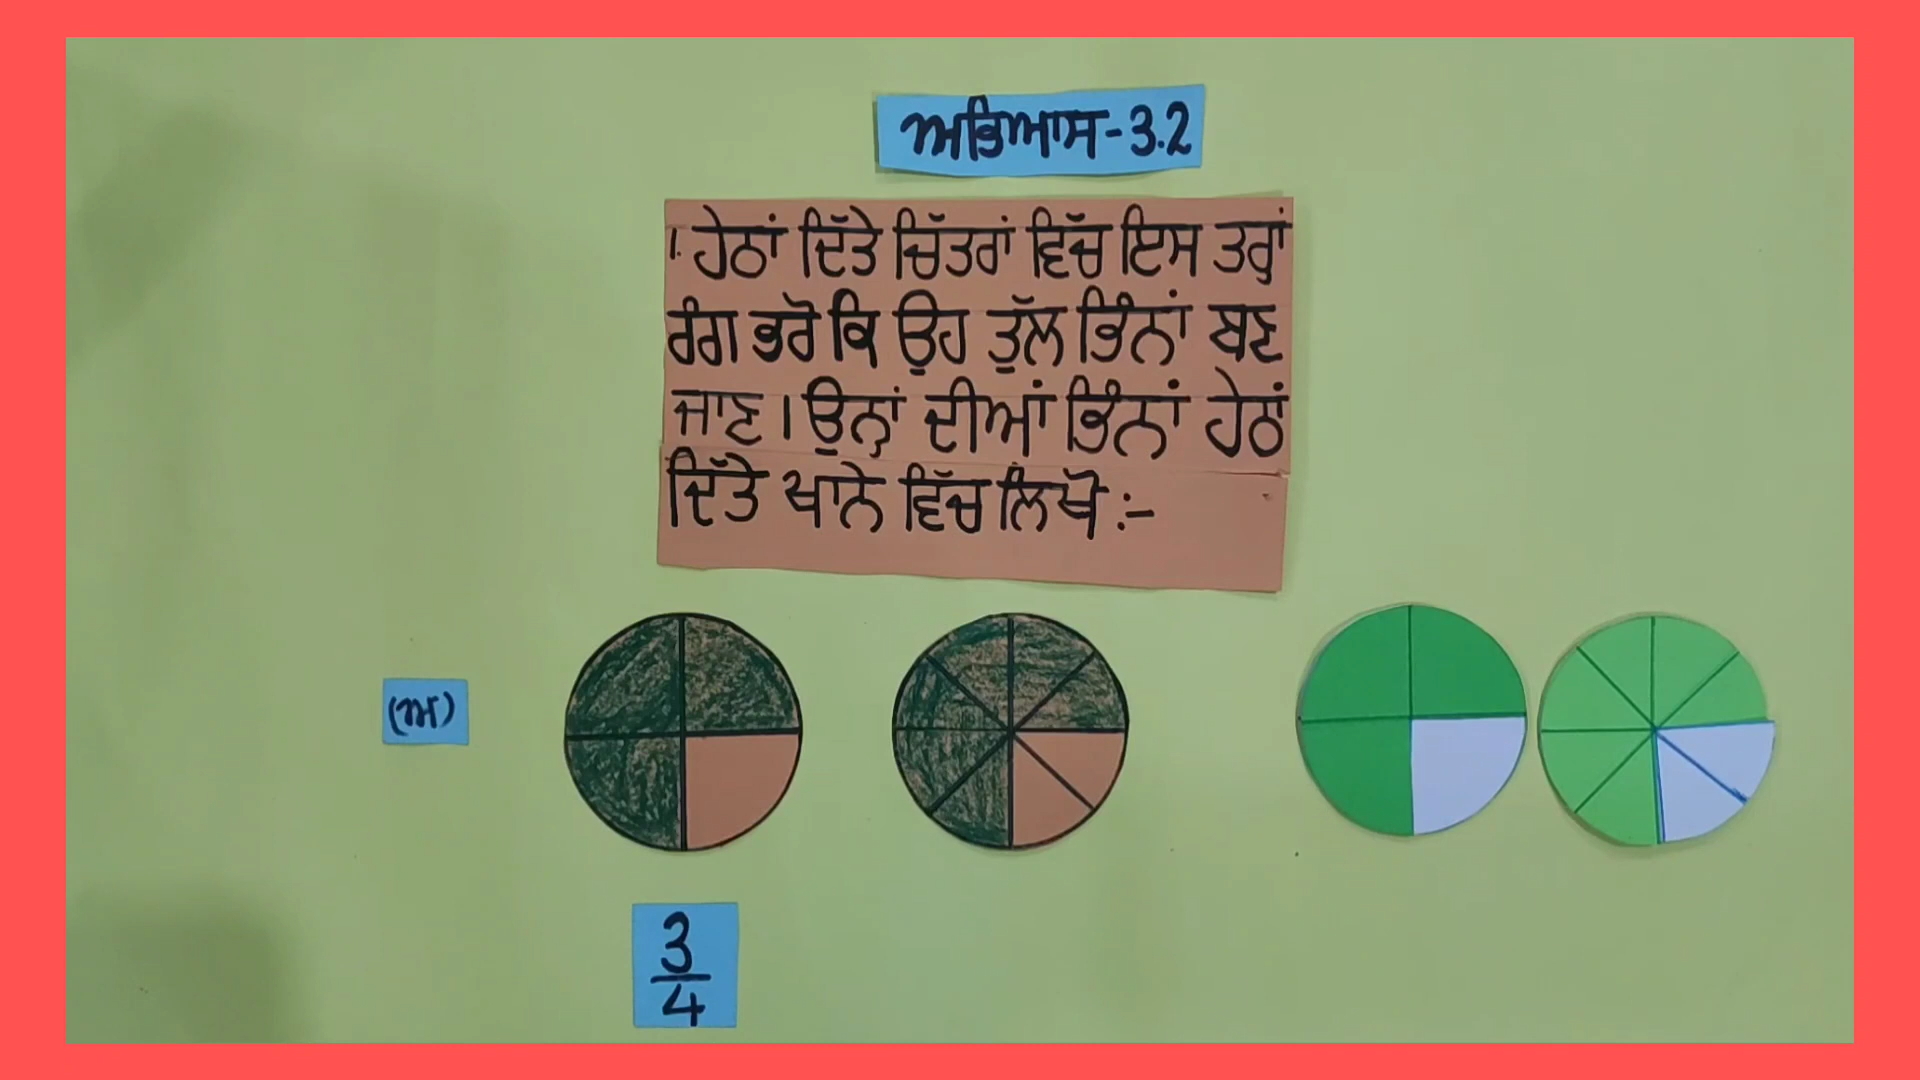 ਅਭਿਆਸ-3.2
1. ਹੇਠਾਂ ਦਿੱਤੇ ਚਿੱਤਰਾਂ ਵਿੱਚ ਇਸ ਤਰ੍ਹਾਂ
ਰੰਗ ਭਰੋ ਕਿ ਉਹ ਤੁੱਲ ਭਿੰਨਾਂ ਬਣ
ਜਾਣ। ਉਨ੍ਹਾਂ ਦੀਆਂ ਭਿੰਨਾਂ ਹੇਠਾਂ
ਦਿੱਤੇ ਖਾਨੇ ਵਿੱਚ ਲਿਖੋ:-
(ਅ)
3
4